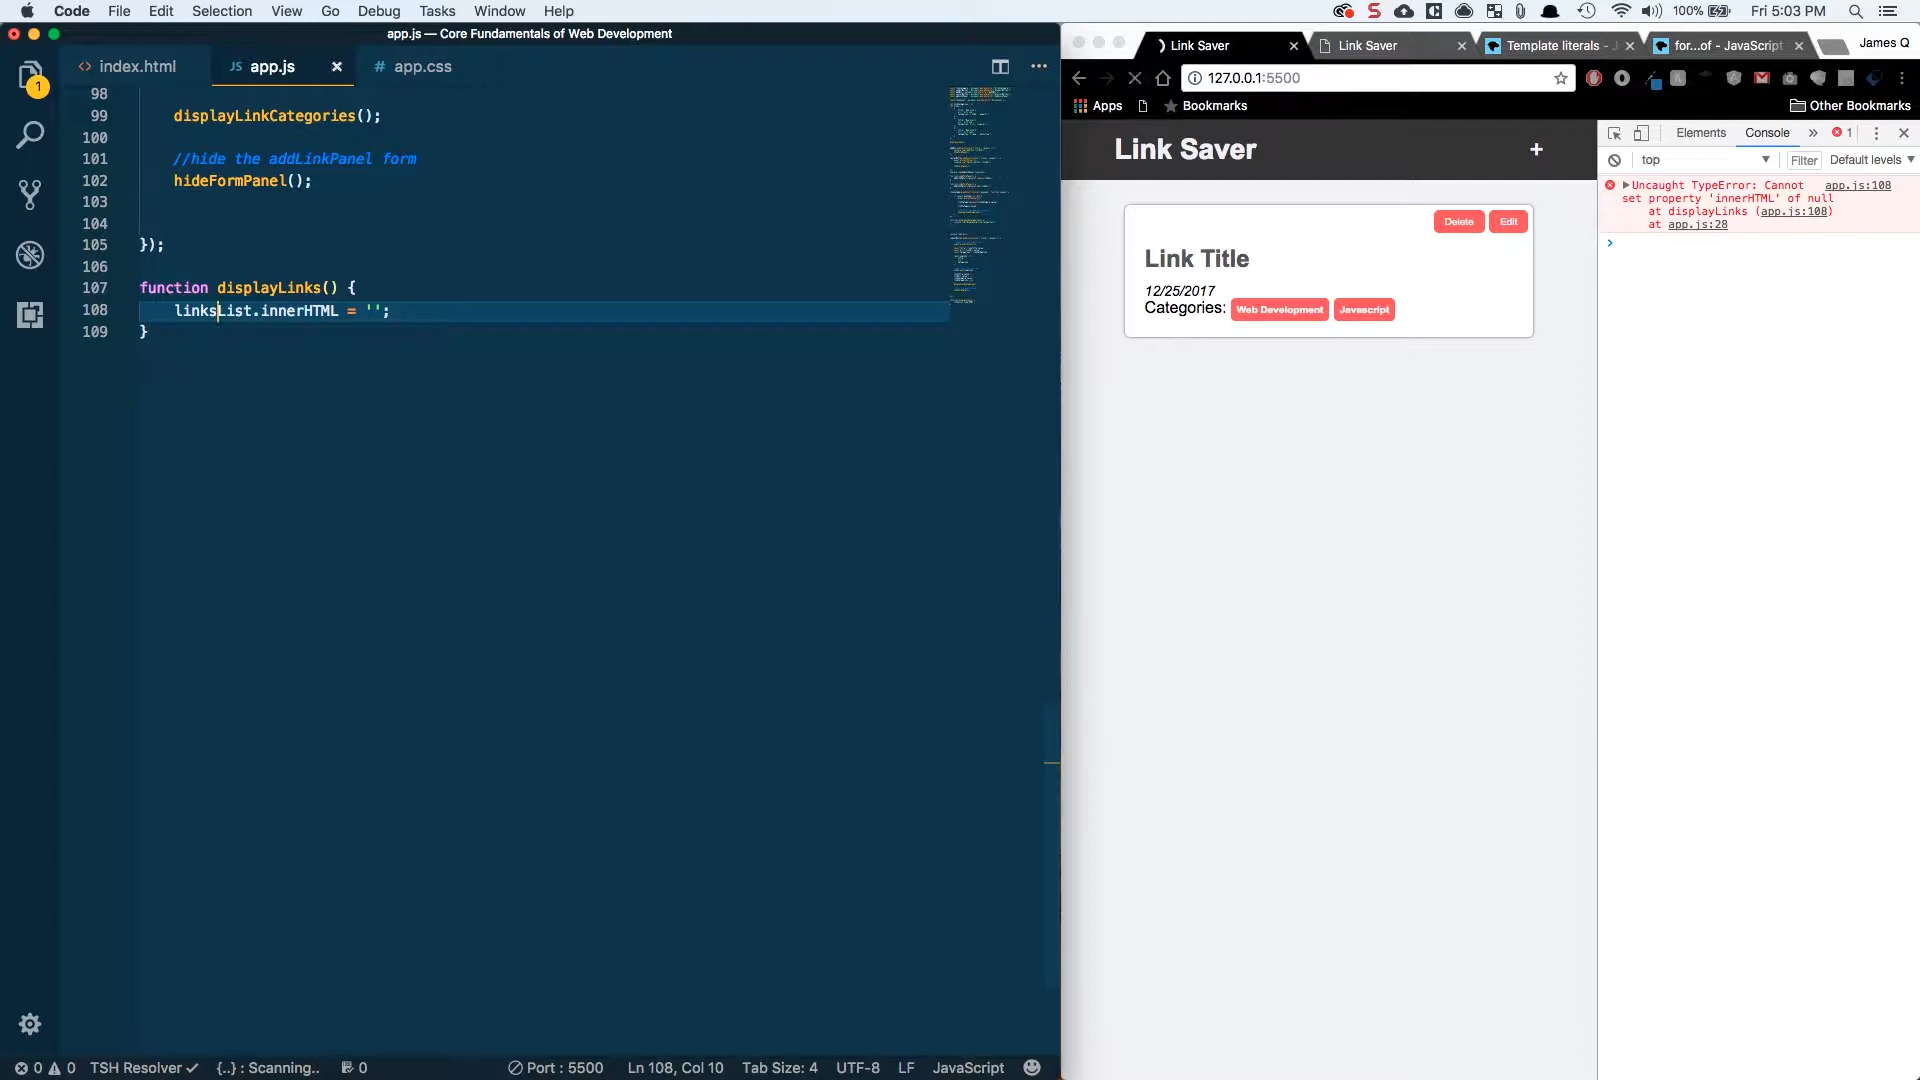 Code File Edit Selection View Go Debug Tasks Window Help 100% Fri 5:03 PM
app.js — Core Fundamentals of Web Development
<> index.html JS app.js # app.css
1
98
99 displayLinkCategories();
100
101 //hide the addLinkPanel form
102 hideFormPanel();
103
104
105 });
106
107 function displayLinks() {
108 linksList.innerHTML = '';
109 }
0 0 TSH Resolver {..} : Scanning.. 0 Port : 5500 Ln 108, Col 10 Tab Size: 4 UTF-8 LF JavaScript
Link Saver Link Saver Template literals - J for...of - JavaScript James Q
127.0.0.1:5500
Apps Bookmarks Other Bookmarks
Link Saver +
Delete Edit
Link Title
12/25/2017
Categories: Web Development Javascript
Elements Console » 1
top Filter Default levels
Uncaught TypeError: Cannot app.js:108
set property 'innerHTML' of null
at displayLinks (app.js:108)
at app.js:28